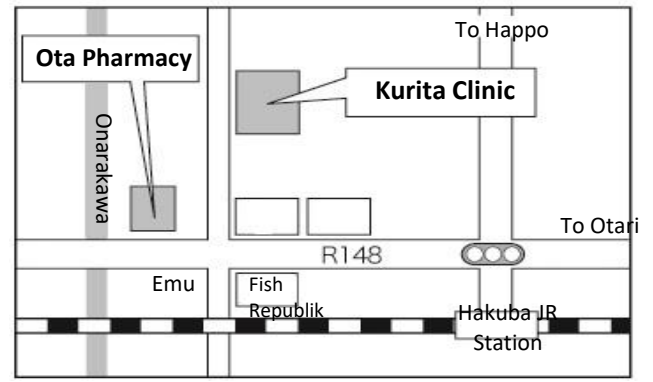 To Happo
Ota Pharmacy
Kurita Clinic
Onarakawa
To Otari
R148
Emu
Fish
Republik
Hakuba JR
Station